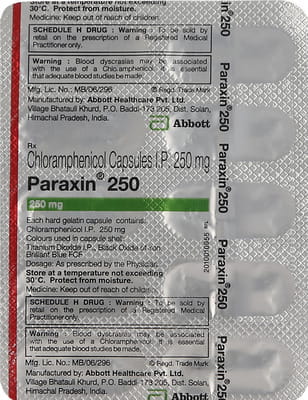 Store at a temperature not exceeding
30°C. Protect from moisture.
Medicine: Keep out of reach of children
SCHEDULE H DRUG : Warning : To be sold by
retail on the prescription of a Registered Medical
Practitioner only.
Warning : Blood dyscrasias may be associated
with the use of a Chloramphenicol. It is essential
that adequate blood studies be made.
Mfg. Lic. No.: MB/06/296 ® Regd. Trade Mark
Manufactured by: Abbott Healthcare Pvt. Ltd.
Village Bhatauli Khurd, P.O. Baddi-173 205, Dist. Solan,
Himachal Pradesh, India.
Abbott
Rx
Chloramphenicol Capsules I.P. 250 mg
Paraxin® 250
250 mg
Each hard gelatin capsule contains:
Chloramphenicol I.P. 250 mg
Colours used in capsule shell:
Titanium Dioxide I.P., Black Oxide of Iron
Brilliant Blue FCF
Dosage: As prescribed by the Physician.
Store at a temperature not exceeding
30°C. Protect from moisture.
Medicine: Keep out of reach of children.
SCHEDULE H DRUG : Warning : To be sold by
retail on the prescription of a Registered Medical
Practitioner only.
Warning : Blood dyscrasias may be associated
with the use of a Chloramphenicol. It is essential
that adequate blood studies be made.
Mfg. Lic. No.: MB/06/296 ® Regd. Trade Mark
Manufactured by: Abbott Healthcare Pvt. Ltd.
Village Bhatauli Khurd, P.O. Baddi-173 205, Dist. Solan,
Himachal Pradesh, India.
Abbott
250
Paraxin® 250
Paraxin® 250
Paraxin® 250
Paraxin® 250